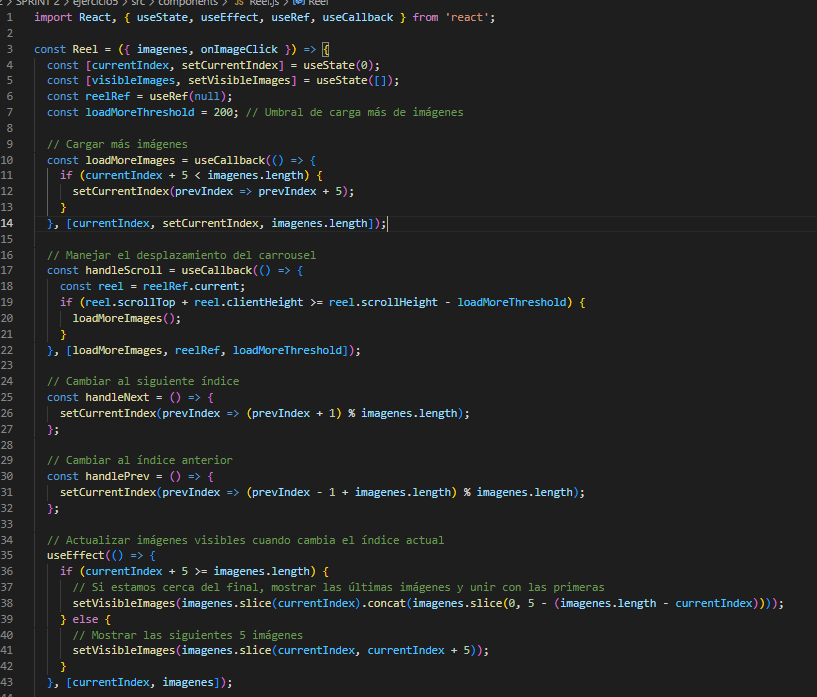 2 > SPRINT 2 > ejercicio5 > src > components > JS Reel.js > Reel
1 import React, { useState, useEffect, useRef, useCallback } from 'react';
2
3 const Reel = ({ imagenes, onImageClick }) => {
4 const [currentIndex, setCurrentIndex] = useState(0);
5 const [visibleImages, setVisibleImages] = useState([]);
6 const reelRef = useRef(null);
7 const loadMoreThreshold = 200; // Umbral de carga más de imágenes
8
9 // Cargar más imágenes
10 const loadMoreImages = useCallback(() => {
11 if (currentIndex + 5 < imagenes.length) {
12 setCurrentIndex(prevIndex => prevIndex + 5);
13 }
14 }, [currentIndex, setCurrentIndex, imagenes.length]);
15
16 // Manejar el desplazamiento del carrousel
17 const handleScroll = useCallback(() => {
18 const reel = reelRef.current;
19 if (reel.scrollTop + reel.clientHeight >= reel.scrollHeight - loadMoreThreshold) {
20 loadMoreImages();
21 }
22 }, [loadMoreImages, reelRef, loadMoreThreshold]);
23
24 // Cambiar al siguiente índice
25 const handleNext = () => {
26 setCurrentIndex(prevIndex => (prevIndex + 1) % imagenes.length);
27 };
28
29 // Cambiar al índice anterior
30 const handlePrev = () => {
31 setCurrentIndex(prevIndex => (prevIndex - 1 + imagenes.length) % imagenes.length);
32 };
33
34 // Actualizar imágenes visibles cuando cambia el índice actual
35 useEffect(() => {
36 if (currentIndex + 5 >= imagenes.length) {
37 // Si estamos cerca del final, mostrar las últimas imágenes y unir con las primeras
38 setVisibleImages(imagenes.slice(currentIndex).concat(imagenes.slice(0, 5 - (imagenes.length - currentIndex))));
39 } else {
40 // Mostrar las siguientes 5 imágenes
41 setVisibleImages(imagenes.slice(currentIndex, currentIndex + 5));
42 }
43 }, [currentIndex, imagenes]);